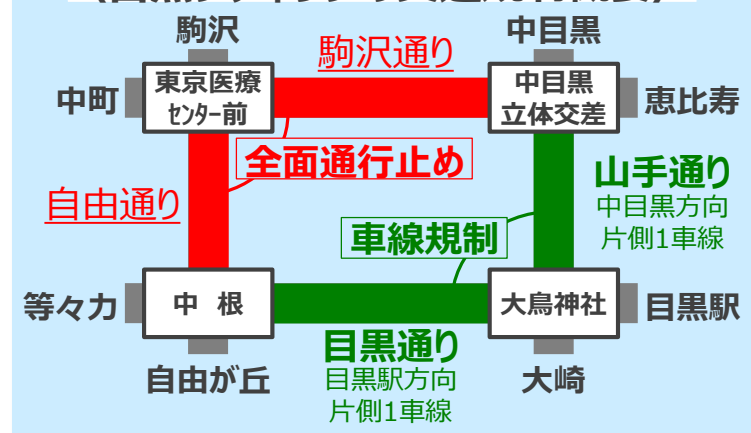 駒沢
中目黒
駒沢通り
中町
東京医療
センター前
中目黒
立体交差
恵比寿
全面通行止め
山手通り
中目黒方向
片側1車線
自由通り
車線規制
等々力
中 根
大鳥神社
目黒駅
目黒通り
目黒駅方向
片側1車線
自由が丘
大崎